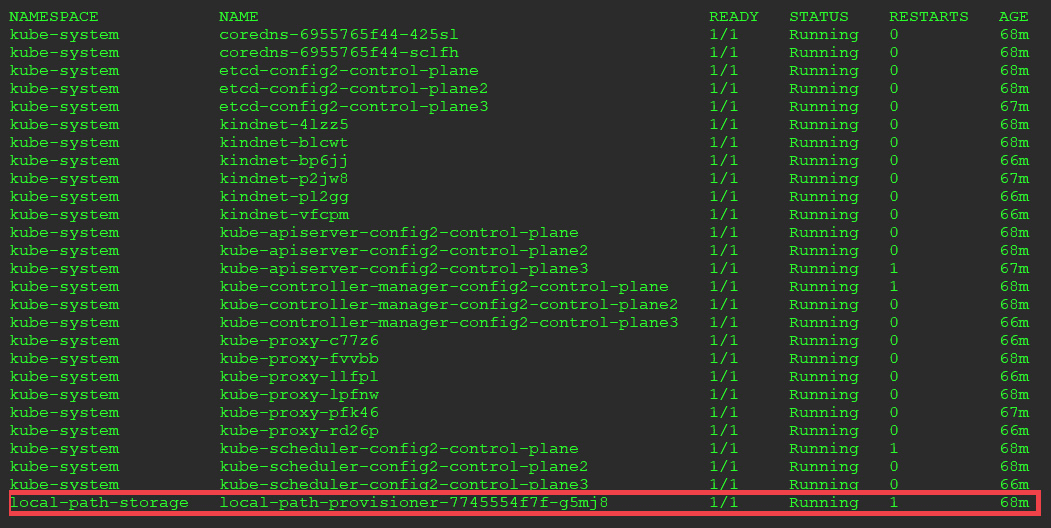 NAMESPACE NAME READY STATUS RESTARTS AGE
kube-system coredns-6955765f44-425sl 1/1 Running 0 68m
kube-system coredns-6955765f44-sclfh 1/1 Running 0 68m
kube-system etcd-config2-control-plane 1/1 Running 0 68m
kube-system etcd-config2-control-plane2 1/1 Running 0 68m
kube-system etcd-config2-control-plane3 1/1 Running 0 67m
kube-system kindnet-4lzz5 1/1 Running 0 68m
kube-system kindnet-blcwt 1/1 Running 0 68m
kube-system kindnet-bp6jj 1/1 Running 0 66m
kube-system kindnet-p2jw8 1/1 Running 0 67m
kube-system kindnet-pl2gg 1/1 Running 0 66m
kube-system kindnet-vfcpm 1/1 Running 0 66m
kube-system kube-apiserver-config2-control-plane 1/1 Running 0 68m
kube-system kube-apiserver-config2-control-plane2 1/1 Running 0 68m
kube-system kube-apiserver-config2-control-plane3 1/1 Running 1 67m
kube-system kube-controller-manager-config2-control-plane 1/1 Running 1 68m
kube-system kube-controller-manager-config2-control-plane2 1/1 Running 0 68m
kube-system kube-controller-manager-config2-control-plane3 1/1 Running 0 66m
kube-system kube-proxy-c77z6 1/1 Running 0 66m
kube-system kube-proxy-fvvbb 1/1 Running 0 68m
kube-system kube-proxy-llfpl 1/1 Running 0 66m
kube-system kube-proxy-lpfnw 1/1 Running 0 68m
kube-system kube-proxy-pfk46 1/1 Running 0 67m
kube-system kube-proxy-rd26p 1/1 Running 0 66m
kube-system kube-scheduler-config2-control-plane 1/1 Running 1 68m
kube-system kube-scheduler-config2-control-plane2 1/1 Running 0 68m
kube-system kube-scheduler-config2-control-plane3 1/1 Running 0 66m
local-path-storage local-path-provisioner-7745554f7f-g5mj8 1/1 Running 1 68m